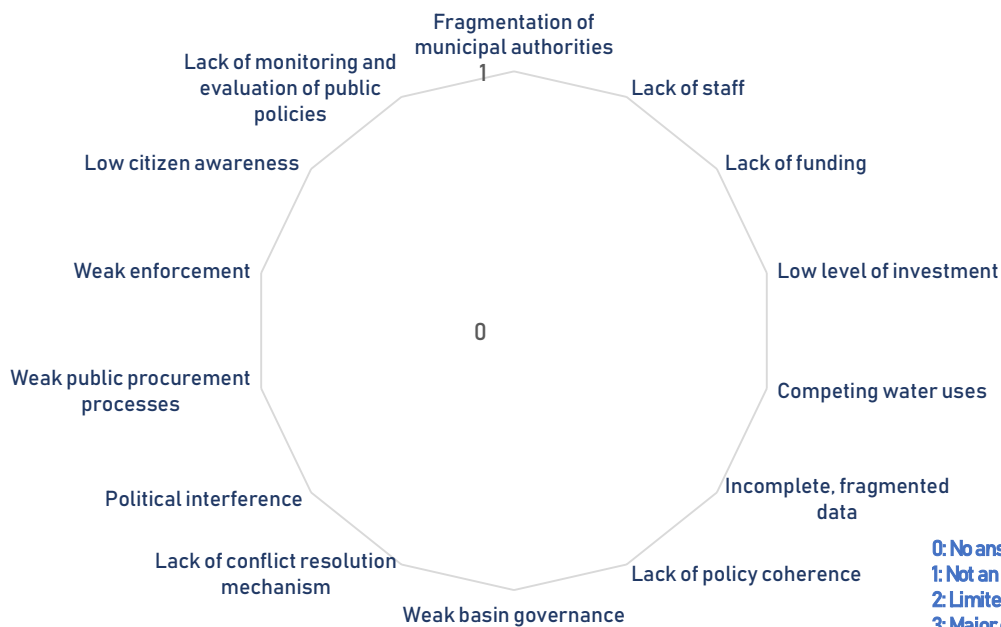 Fragmentation of
municipal authorities
1
Lack of staff
Lack of funding
Low level of investment
Competing water uses
Incomplete, fragmented
data
Lack of policy coherence
Weak basin governance
Lack of conflict resolution
mechanism
Political interference
Weak public procurement
processes
Weak enforcement
Low citizen awareness
Lack of monitoring and
evaluation of public
policies
0
0: No
1: Not an
2:
3: Major